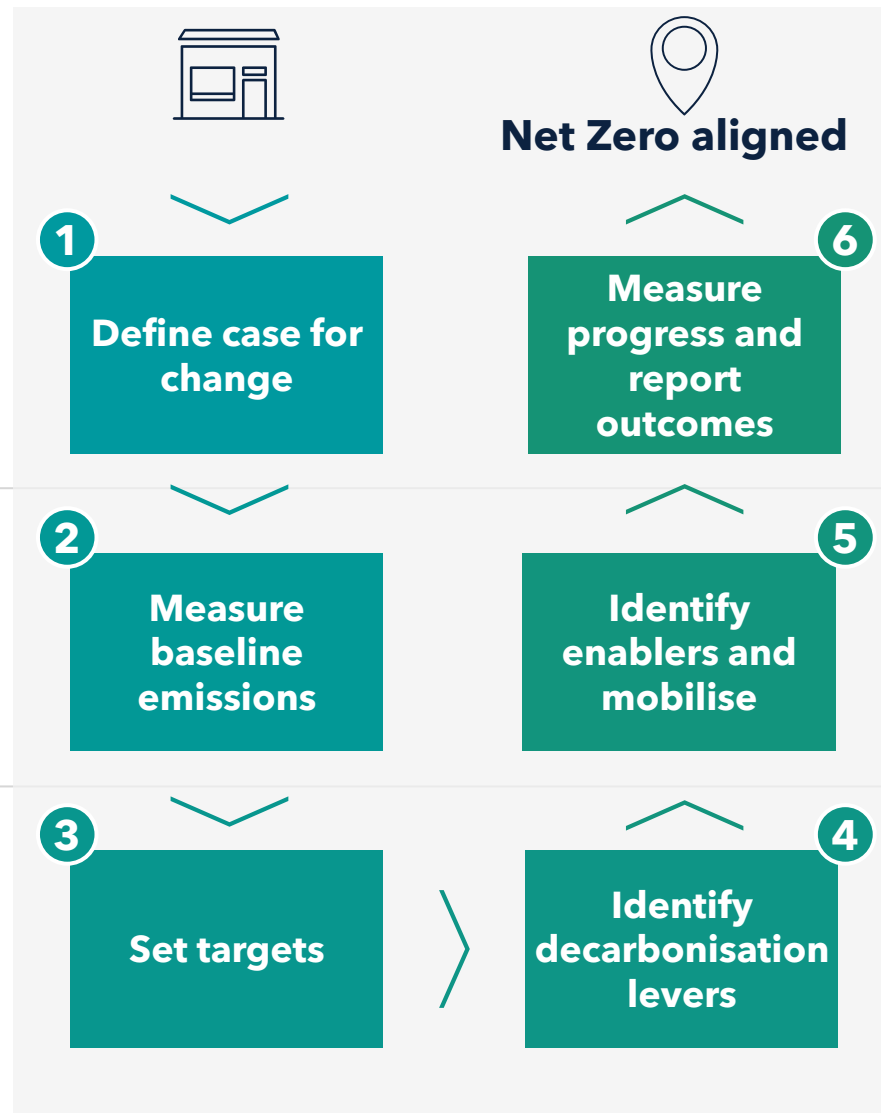 Net Zero aligned
1
Define case for
change
2
Measure
baseline
emissions
3
Set targets
4
Identify
decarbonisation
levers
5
Identify
enablers and
mobilise
6
Measure
progress and
report
outcomes